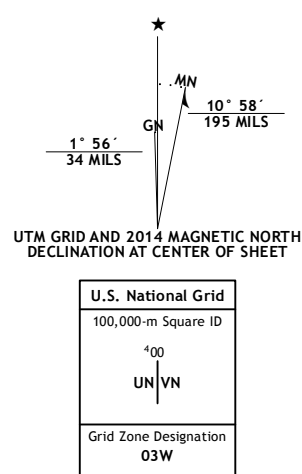 ★
MN
GN
10° 58´
195 MILS
1° 56´
34 MILS
UTM GRID AND 2014 MAGNETIC NORTH
DECLINATION AT CENTER OF SHEET
U.S. National Grid
100,000-m Square ID
⁴00
UN VN
Grid Zone Designation
03W